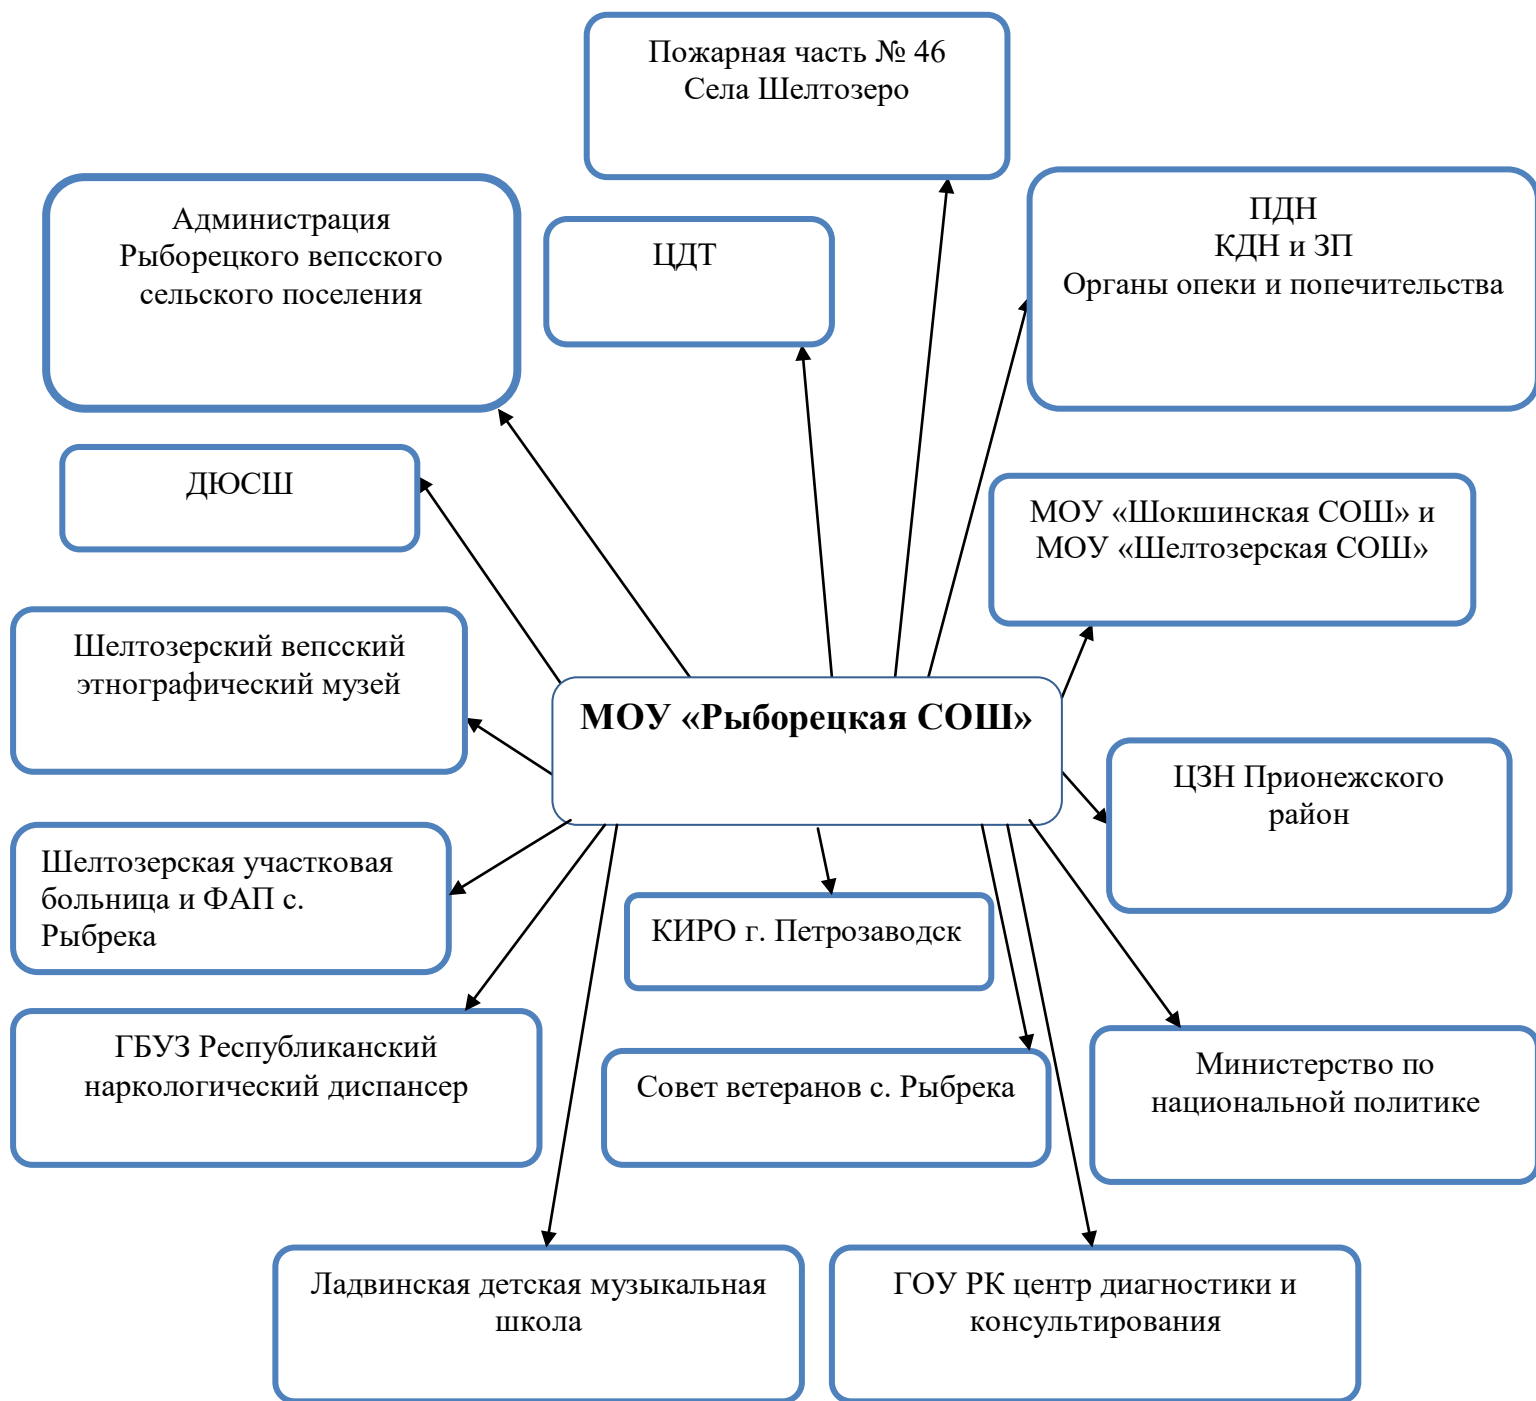 Пожарная часть № 46
Села Шелтозеро
Администрация
Рыборецкого вепсского
сельского поселения
ЦДТ
ПДН
КДН и ЗП
Органы опеки и попечительства
ДЮСШ
МОУ «Шокшинская СОШ» и
МОУ «Шелтозерская СОШ»
Шелтозерский вепсский
этнографический музей
МОУ «Рыборецкая СОШ»
ЦЗН Прионежского
район
Шелтозерская участковая
больница и ФАП с.
Рыбрека
КИРО г. Петрозаводск
ГБУЗ Республиканский
наркологический диспансер
Совет ветеранов с. Рыбрека
Министерство по
национальной политике
Ладвинская детская музыкальная
школа
ГОУ РК центр диагностики и
консультирования